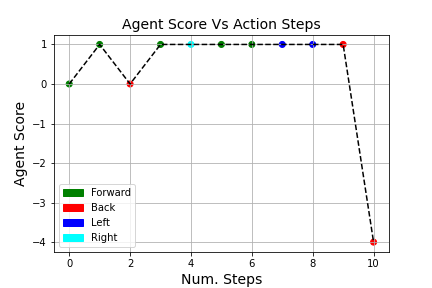 Agent Score Vs Action Steps
Agent Score
1
0
−1
−2
−3
−4
Forward
Back
Left
Right
0 2 4 6 8 10
Num. Steps